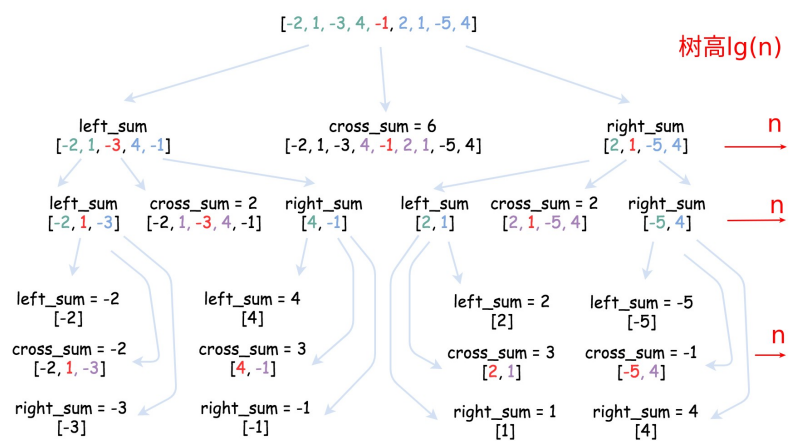 [-2, 1, -3, 4, -1, 2, 1, -5, 4]
树高lg(n)
left_sum
[-2, 1, -3, 4, -1]
cross_sum = 6
[-2, 1, -3, 4, -1, 2, 1, -5, 4]
right_sum
[2, 1, -5, 4]
n
left_sum
[-2, 1, -3]
cross_sum = 2
[-2, 1, -3, 4, -1]
right_sum
[4, -1]
left_sum
[2, 1]
cross_sum = 2
[2, 1, -5, 4]
right_sum
[-5, 4]
n
left_sum = -2
[-2]
left_sum = 4
[4]
left_sum = 2
[2]
left_sum = -5
[-5]
cross_sum = -2
[-2, 1, -3]
cross_sum = 3
[4, -1]
cross_sum = 3
[2, 1]
cross_sum = -1
[-5, 4]
n
right_sum = -3
[-3]
right_sum = -1
[-1]
right_sum = 1
[1]
right_sum = 4
[4]